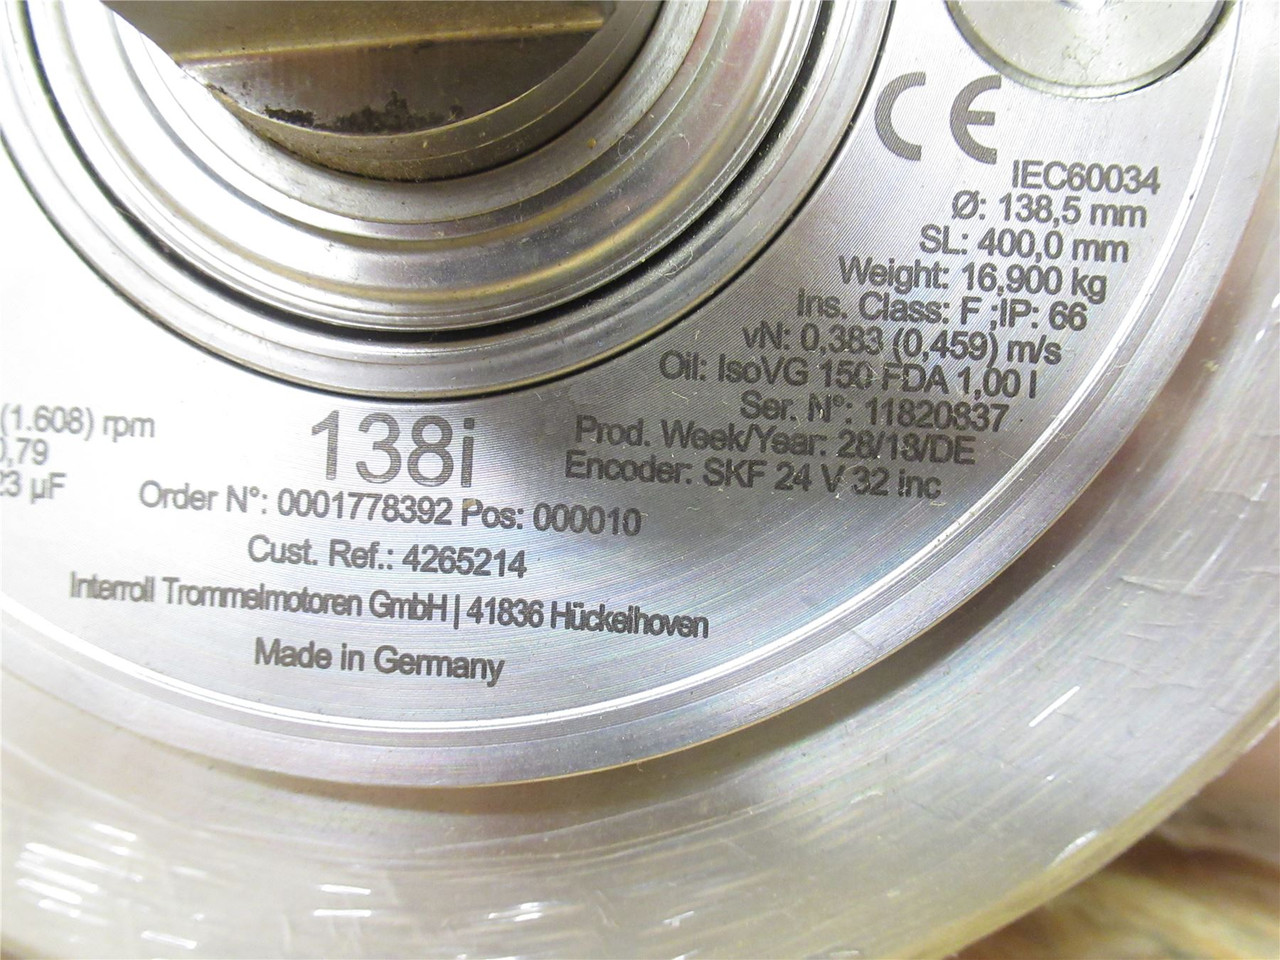 CE
IEC60034
Ø: 138,5 mm
SL: 400,0 mm
Weight: 16,900 kg
Ins. Class: F ;IP: 66
vN: 0,383 (0,459) m/s
Oil: IsoVG 150 FDA 1,00 l
Ser. N°: 11820837
Prod. Week/Year: 28/18/DE
Encoder: SKF 24 V 32 inc
(1.608) rpm
,79
23 µF
138i
Order N°: 0001778392 Pos: 000010
Cust. Ref.: 4265214
Interroll Trommelmotoren GmbH | 41836 Hückelhoven
Made in Germany